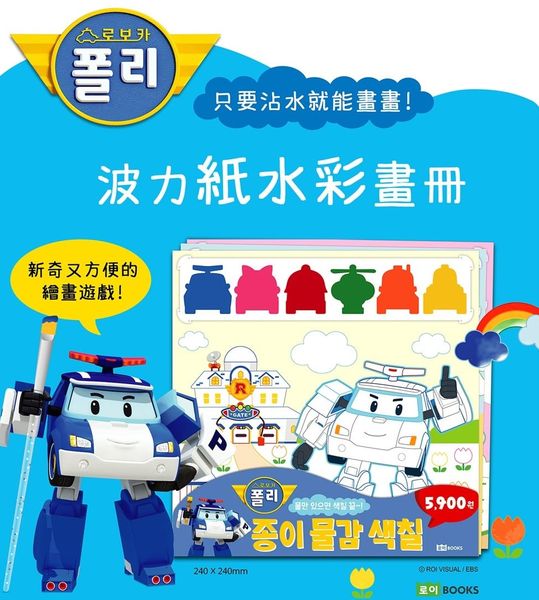 로보카
폴리
只要沾水就能畫畫!
波力紙水彩畫冊
新奇又方便的
繪畫遊戲!
R
GATE
P
로보카
폴리
물만 있으면 색칠 끝~!
5,900원
종이 물감 색칠
로이 BOOKS
240 X 240mm
© ROI VISUAL / EBS
로이 BOOKS